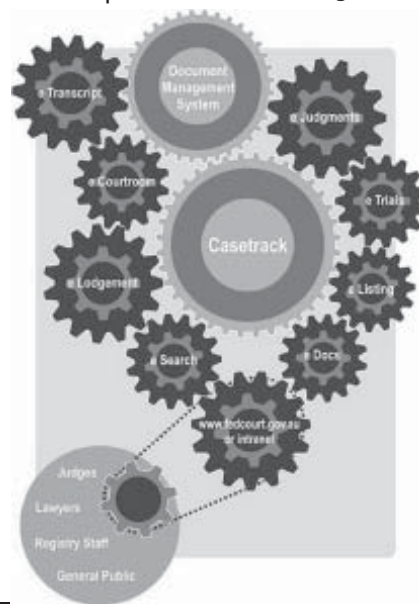 Document
Management
System
e Transcript
e Judgments
e Courtroom
e Trials
Casetrack
e Lodgement
e Listing
e Search
e Docs
www.fedcourt.gov.au
or intranet
Judges
Lawyers
Registry Staff
General Public